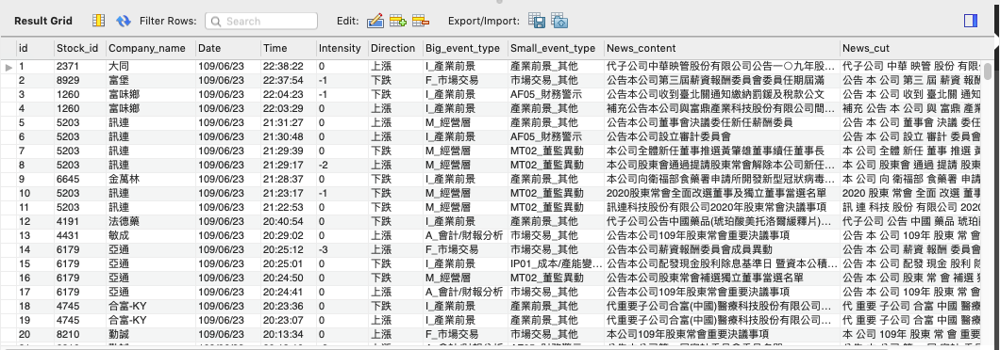 Result Grid Filter Rows: Search Edit: Export/Import:
id Stock_id Company_name Date Time Intensity Direction Big_event_type Small_event_type News_content News_cut
1 2371 大同 109/06/23 22:38:22 0 上漲 I_產業前景 產業前景_其他 代子公司中華映管股份有限公司公告一○九年股... 代子公司 中華 映管 股份 有限
2 8929 富堡 109/06/23 22:37:54 -1 下跌 F_市場交易 市場交易_其他 公告本公司第三屆薪資報酬委員會委員任期屆滿 公告 本 公司 第三 屆 薪資 報酬
3 1260 富味鄉 109/06/23 22:04:23 -1 下跌 I_產業前景 AF05_財務警示 公告本公司收到臺北關通知繳納罰鍰及稅款公文 公告 本公司 收到 臺北關 通知
4 1260 富味鄉 109/06/23 22:03:29 0 上漲 I_產業前景 產業前景_其他 補充公告本公司與富鼎產業科技股份有限公司間... 補充 公告 本 公司 與 富鼎 產業
5 5203 訊連 109/06/23 21:31:27 0 上漲 M_經營層 產業前景_其他 公告本公司董事會決議委任新任薪酬委員 公告 本公司 董事會 決議 委任
6 5203 訊連 109/06/23 21:30:48 0 上漲 I_產業前景 AF05_財務警示 公告本公司設立審計委員會 公告 本公司 設立 審計 委員會
7 5203 訊連 109/06/23 21:29:39 0 下跌 M_經營層 MT02_董監異動 本公司全體新任董事推選黃肇雄董事續任董事長 本公司 全體 新任 董事 推選
8 5203 訊連 109/06/23 21:29:17 -2 上漲 M_經營層 MT02_董監異動 本公司股東會通過提請股東常會解除本公司新任... 本公司 股東會 通過 提請 股東
9 6645 金萬林 109/06/23 21:28:37 0 下跌 I_產業前景 產業前景_其他 本公司向衛福部食藥署申請所開發新型冠狀病毒... 本公司 向 衛福部 食藥署 申請
10 5203 訊連 109/06/23 21:23:17 -1 下跌 M_經營層 MT02_董監異動 2020股東常會全面改選董事及獨立董事當選名單 2020 股東 常會 全面 改選 董
11 5203 訊連 109/06/23 21:22:53 0 下跌 M_經營層 MT02_董監異動 訊連科技股份有限公司2020年股東常會決議事項 訊 連 科技 股份 有限公司 2020
12 4191 法德藥 109/06/23 20:40:54 0 下跌 I_產業前景 產業前景_其他 代子公司公告中國藥品(琥珀酸美托洛爾緩釋片)... 代子公司 公告 中國 藥品 琥珀
13 4431 敏成 109/06/23 20:29:02 0 上漲 A_會計/財報分析 市場交易_其他 公告本公司109年股東常會重要決議事項 公告 本 公司 109年 股東 常 會
14 6179 亞通 109/06/23 20:25:12 -3 上漲 F_市場交易 市場交易_其他 公告本公司薪資報酬委員會成員異動 公告 本 公司 薪資 報酬 委員會
15 6179 亞通 109/06/23 20:25:01 0 下跌 I_產業前景 IP01_成本/產能變... 公告本公司配發現金股利除息基準日 暨資本公積... 公告 本公司 配發 現金 股利 除
16 6179 亞通 109/06/23 20:24:50 0 下跌 M_經營層 MT02_董監異動 公告本公司股東常會補選獨立董事當選名單 公告 本 公司 股東 常 會 補選
17 6179 亞通 109/06/23 20:24:41 0 上漲 A_會計/財報分析 市場交易_其他 公告本公司109年股東常會重要決議事項 公告 本 公司 109年 股東 常 會
18 4745 合富-KY 109/06/23 20:23:36 0 下跌 I_產業前景 產業前景_其他 代重要子公司合富(中國)醫療科技股份有限公司... 代 重要 子公司 合富 中國 醫療
19 4745 合富-KY 109/06/23 20:23:07 0 上漲 I_產業前景 產業前景_其他 代重要子公司合富(中國)醫療科技股份有限公司... 代 重要 子公司 合富 中國 醫療
20 8210 勤誠 109/06/23 20:13:34 0 上漲 F_市場交易 市場交易_其他 本公司109年股東常會重要決議事項 本公司 109年 股東 常 會 重要